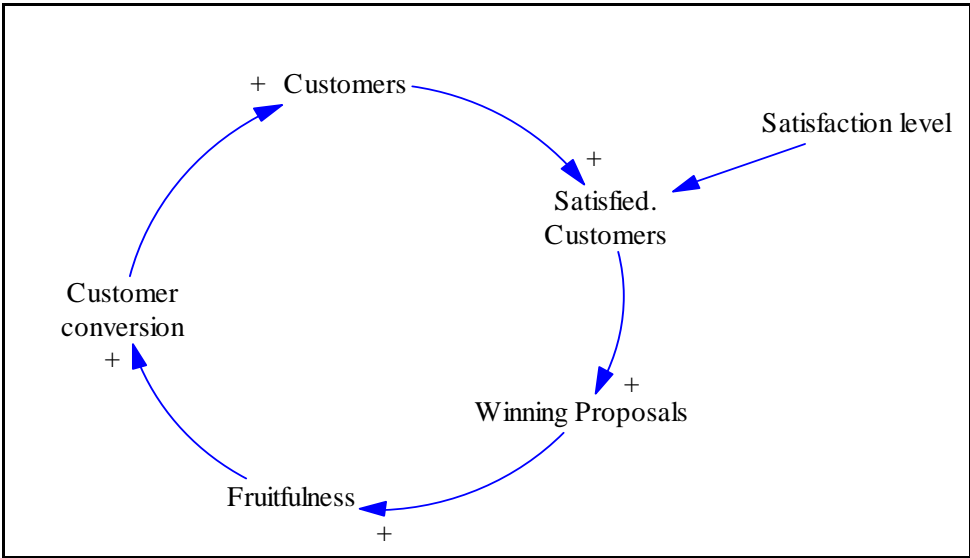 + Customers
Satisfaction level
+
Satisfied.
Customers
Customer
conversion
+
+
Winning Proposals
Fruitfulness
+